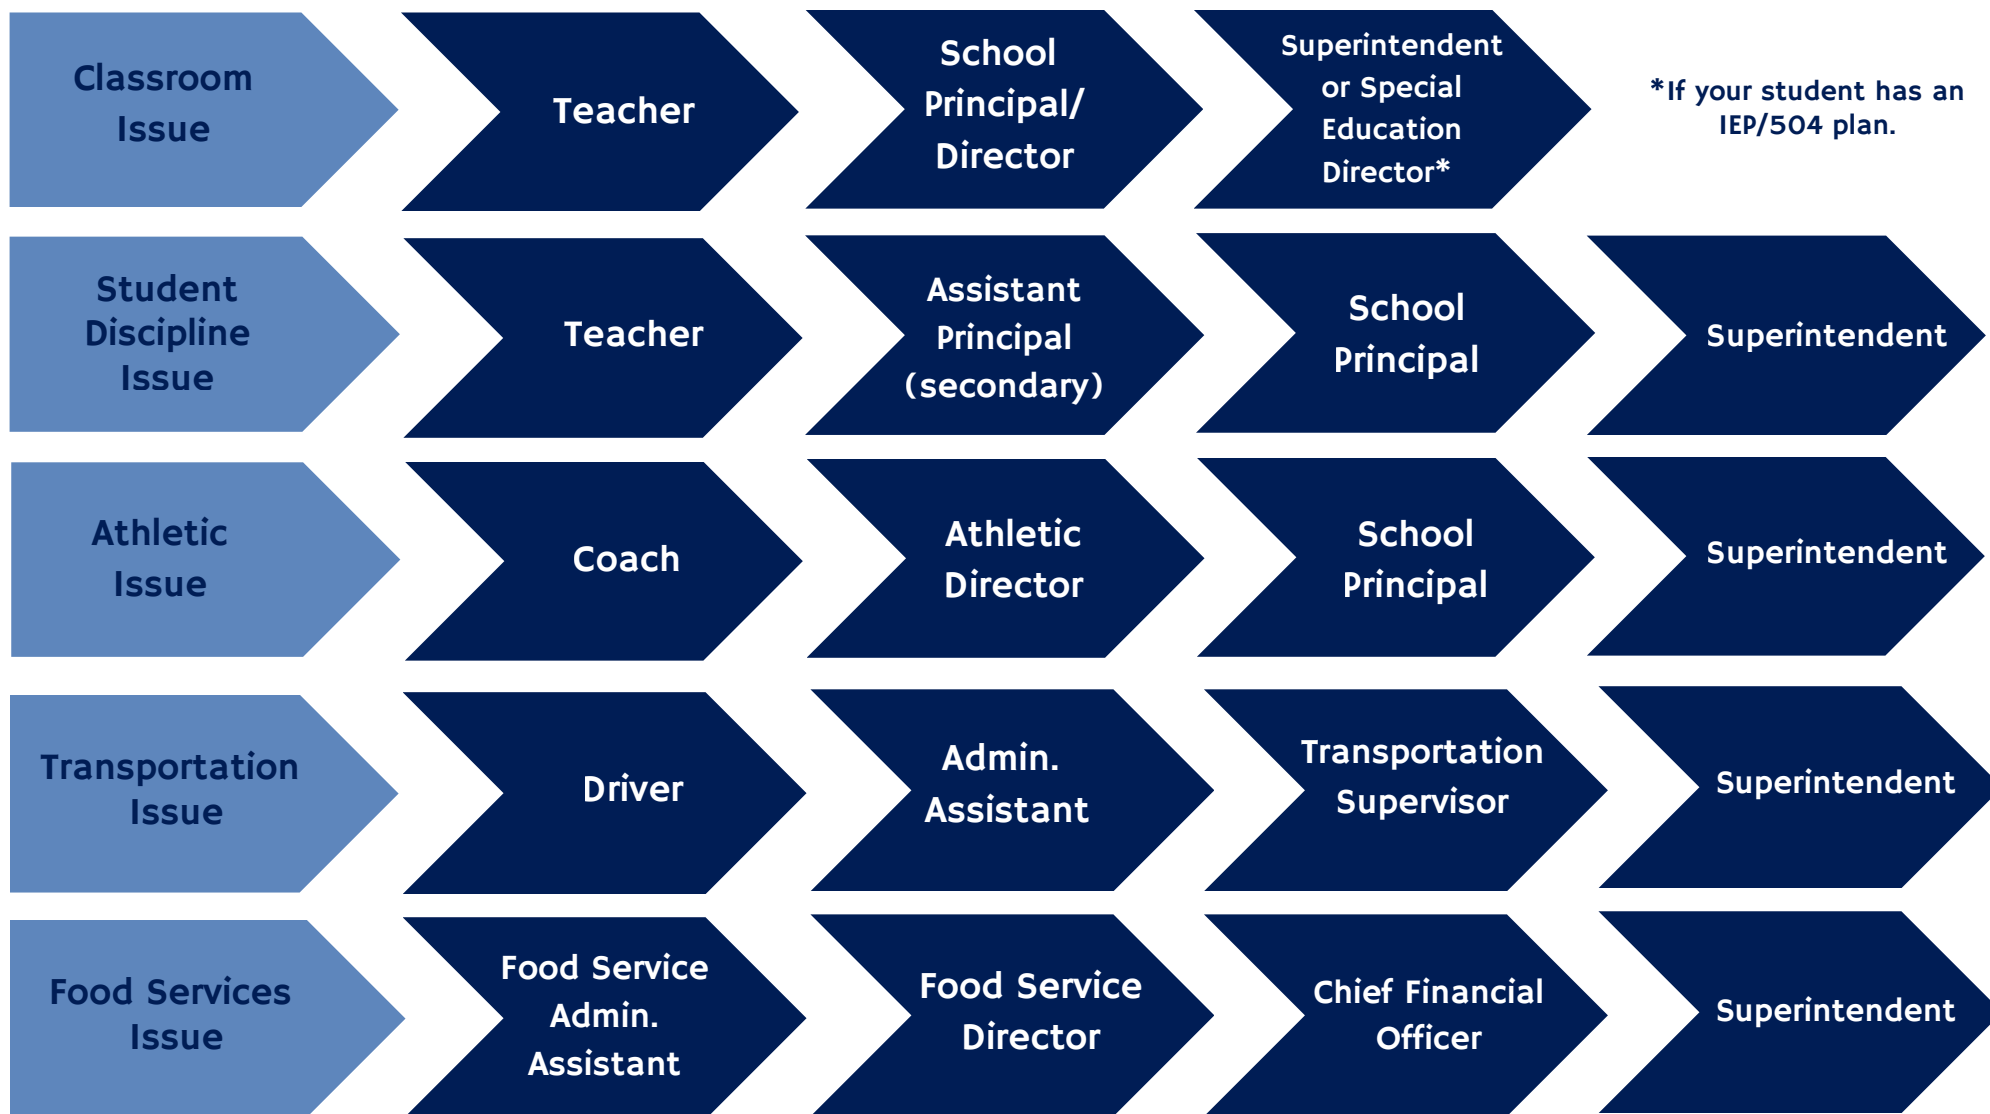 Classroom
Issue
Teacher
School
Principal/
Director
Superintendent
or Special
Education
Director*
*If your student has an
IEP/504 plan.
Student
Discipline
Issue
Teacher
Assistant
Principal
(secondary)
School
Principal
Superintendent
Athletic
Issue
Coach
Athletic
Director
School
Principal
Superintendent
Transportation
Issue
Driver
Admin.
Assistant
Transportation
Supervisor
Superintendent
Food Services
Issue
Food Service
Admin.
Assistant
Food Service
Director
Chief Financial
Officer
Superintendent